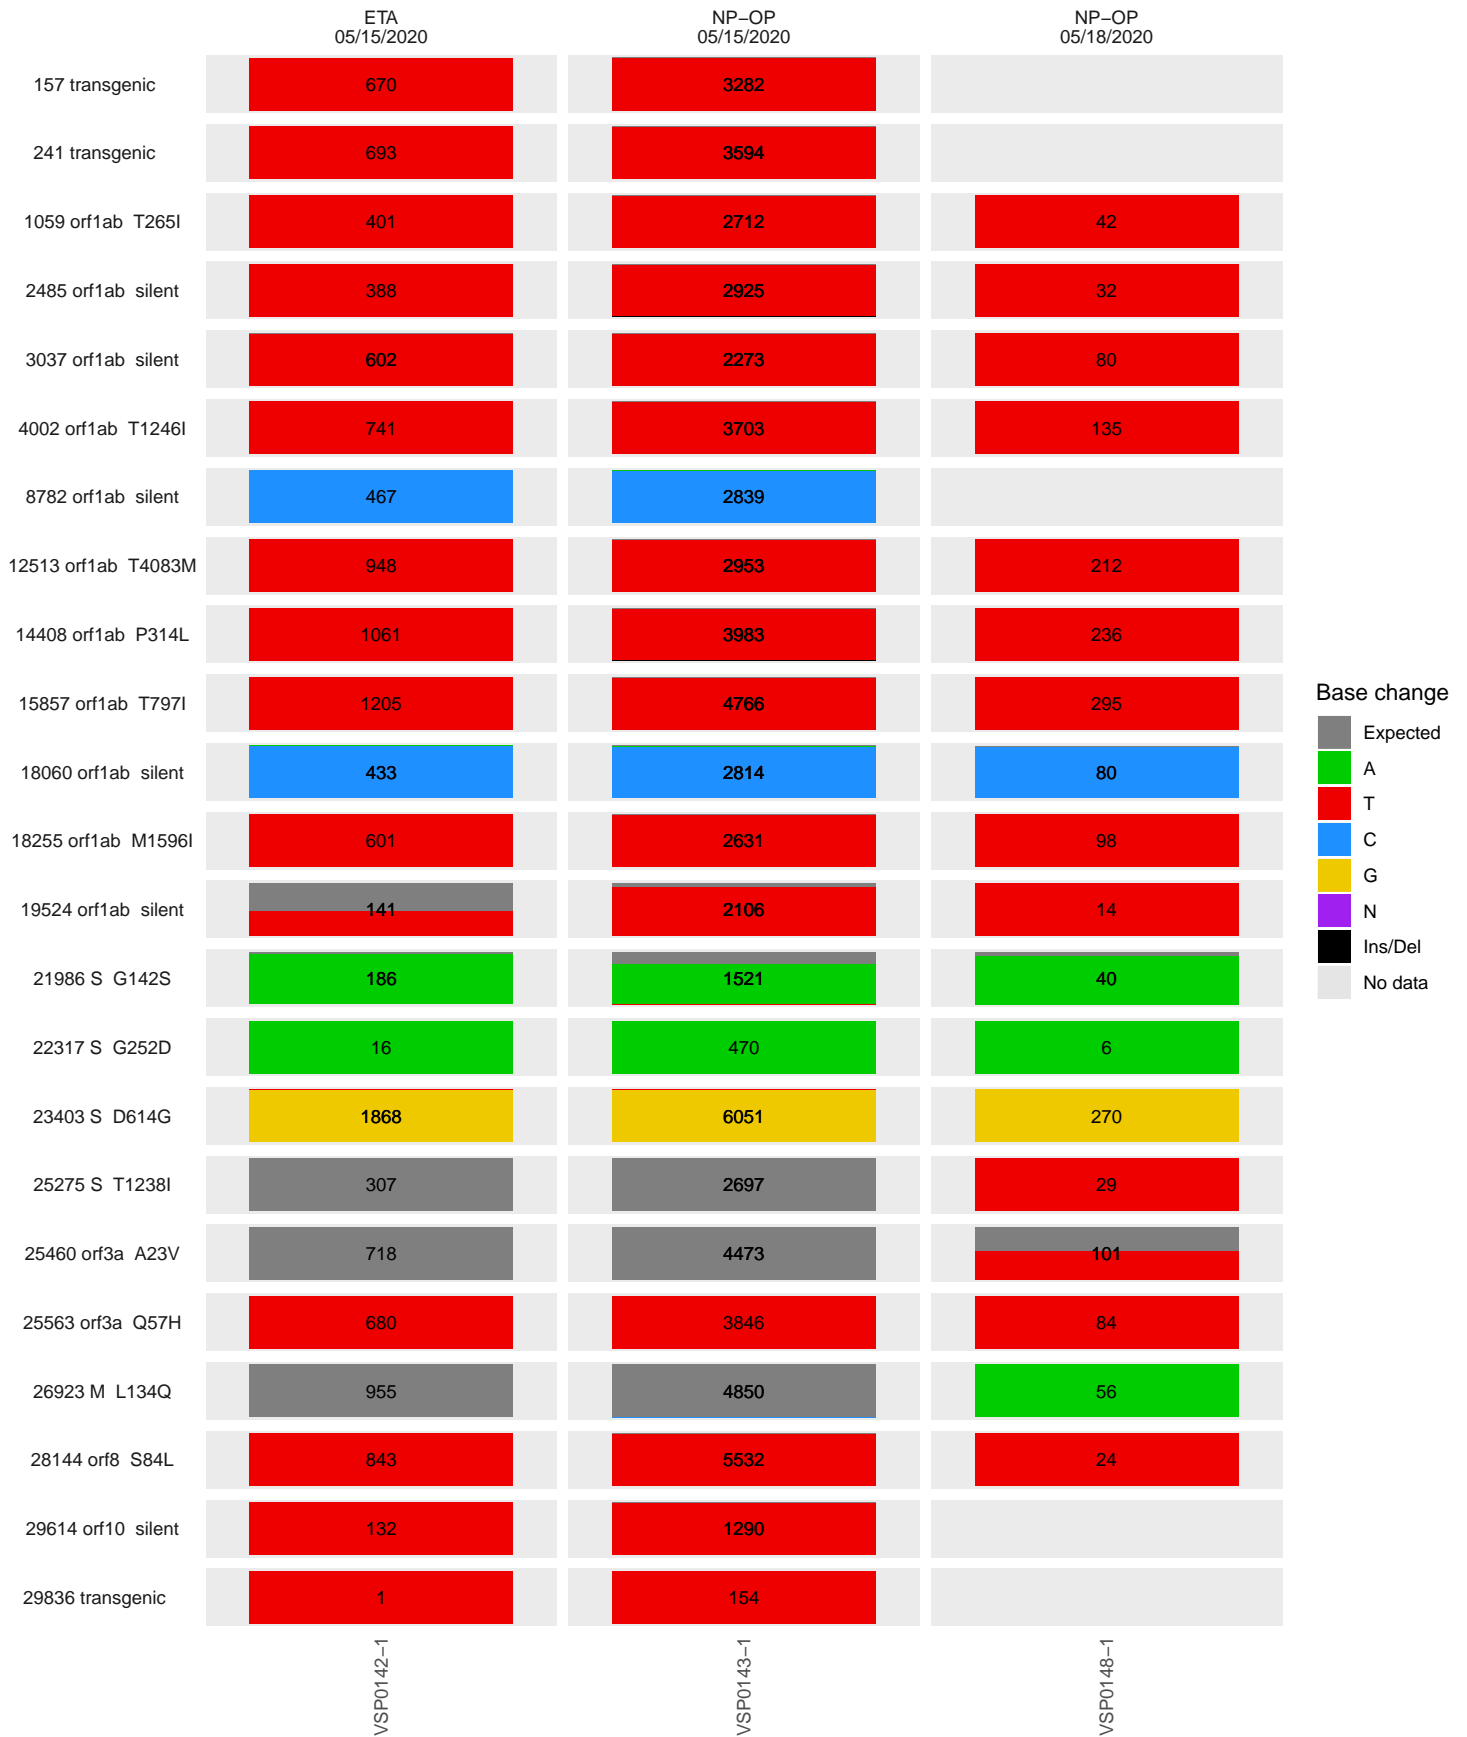 ETA NP−OP NP−OP
05/15/2020 05/15/2020 05/18/2020
157 transgenic 670 3282
241 transgenic 693 3594
1059 orf1ab T265I 401 2712 42
2485 orf1ab silent 388 2925 32
3037 orf1ab silent 602 2273 80
4002 orf1ab T1246I 741 3703 135
8782 orf1ab silent 467 2839
12513 orf1ab T4083M 948 2953 212
14408 orf1ab P314L 1061 3983 236
15857 orf1ab T797I 1205 4766 295
18060 orf1ab silent 433 2814 80
18255 orf1ab M1596I 601 2631 98
19524 orf1ab silent 141 2106 14
21986 S G142S 186 1521 40
22317 S G252D 16 470 6
23403 S D614G 1868 6051 270
25275 S T1238I 307 2697 29
25460 orf3a A23V 718 4473 101
25563 orf3a Q57H 680 3846 84
26923 M L134Q 955 4850 56
28144 orf8 S84L 843 5532 24
29614 orf10 silent 132 1290
29836 transgenic 1 154
VSP0142−1 VSP0143−1 VSP0148−1
Base change
Expected
A
T
C
G
N
Ins/Del
No data